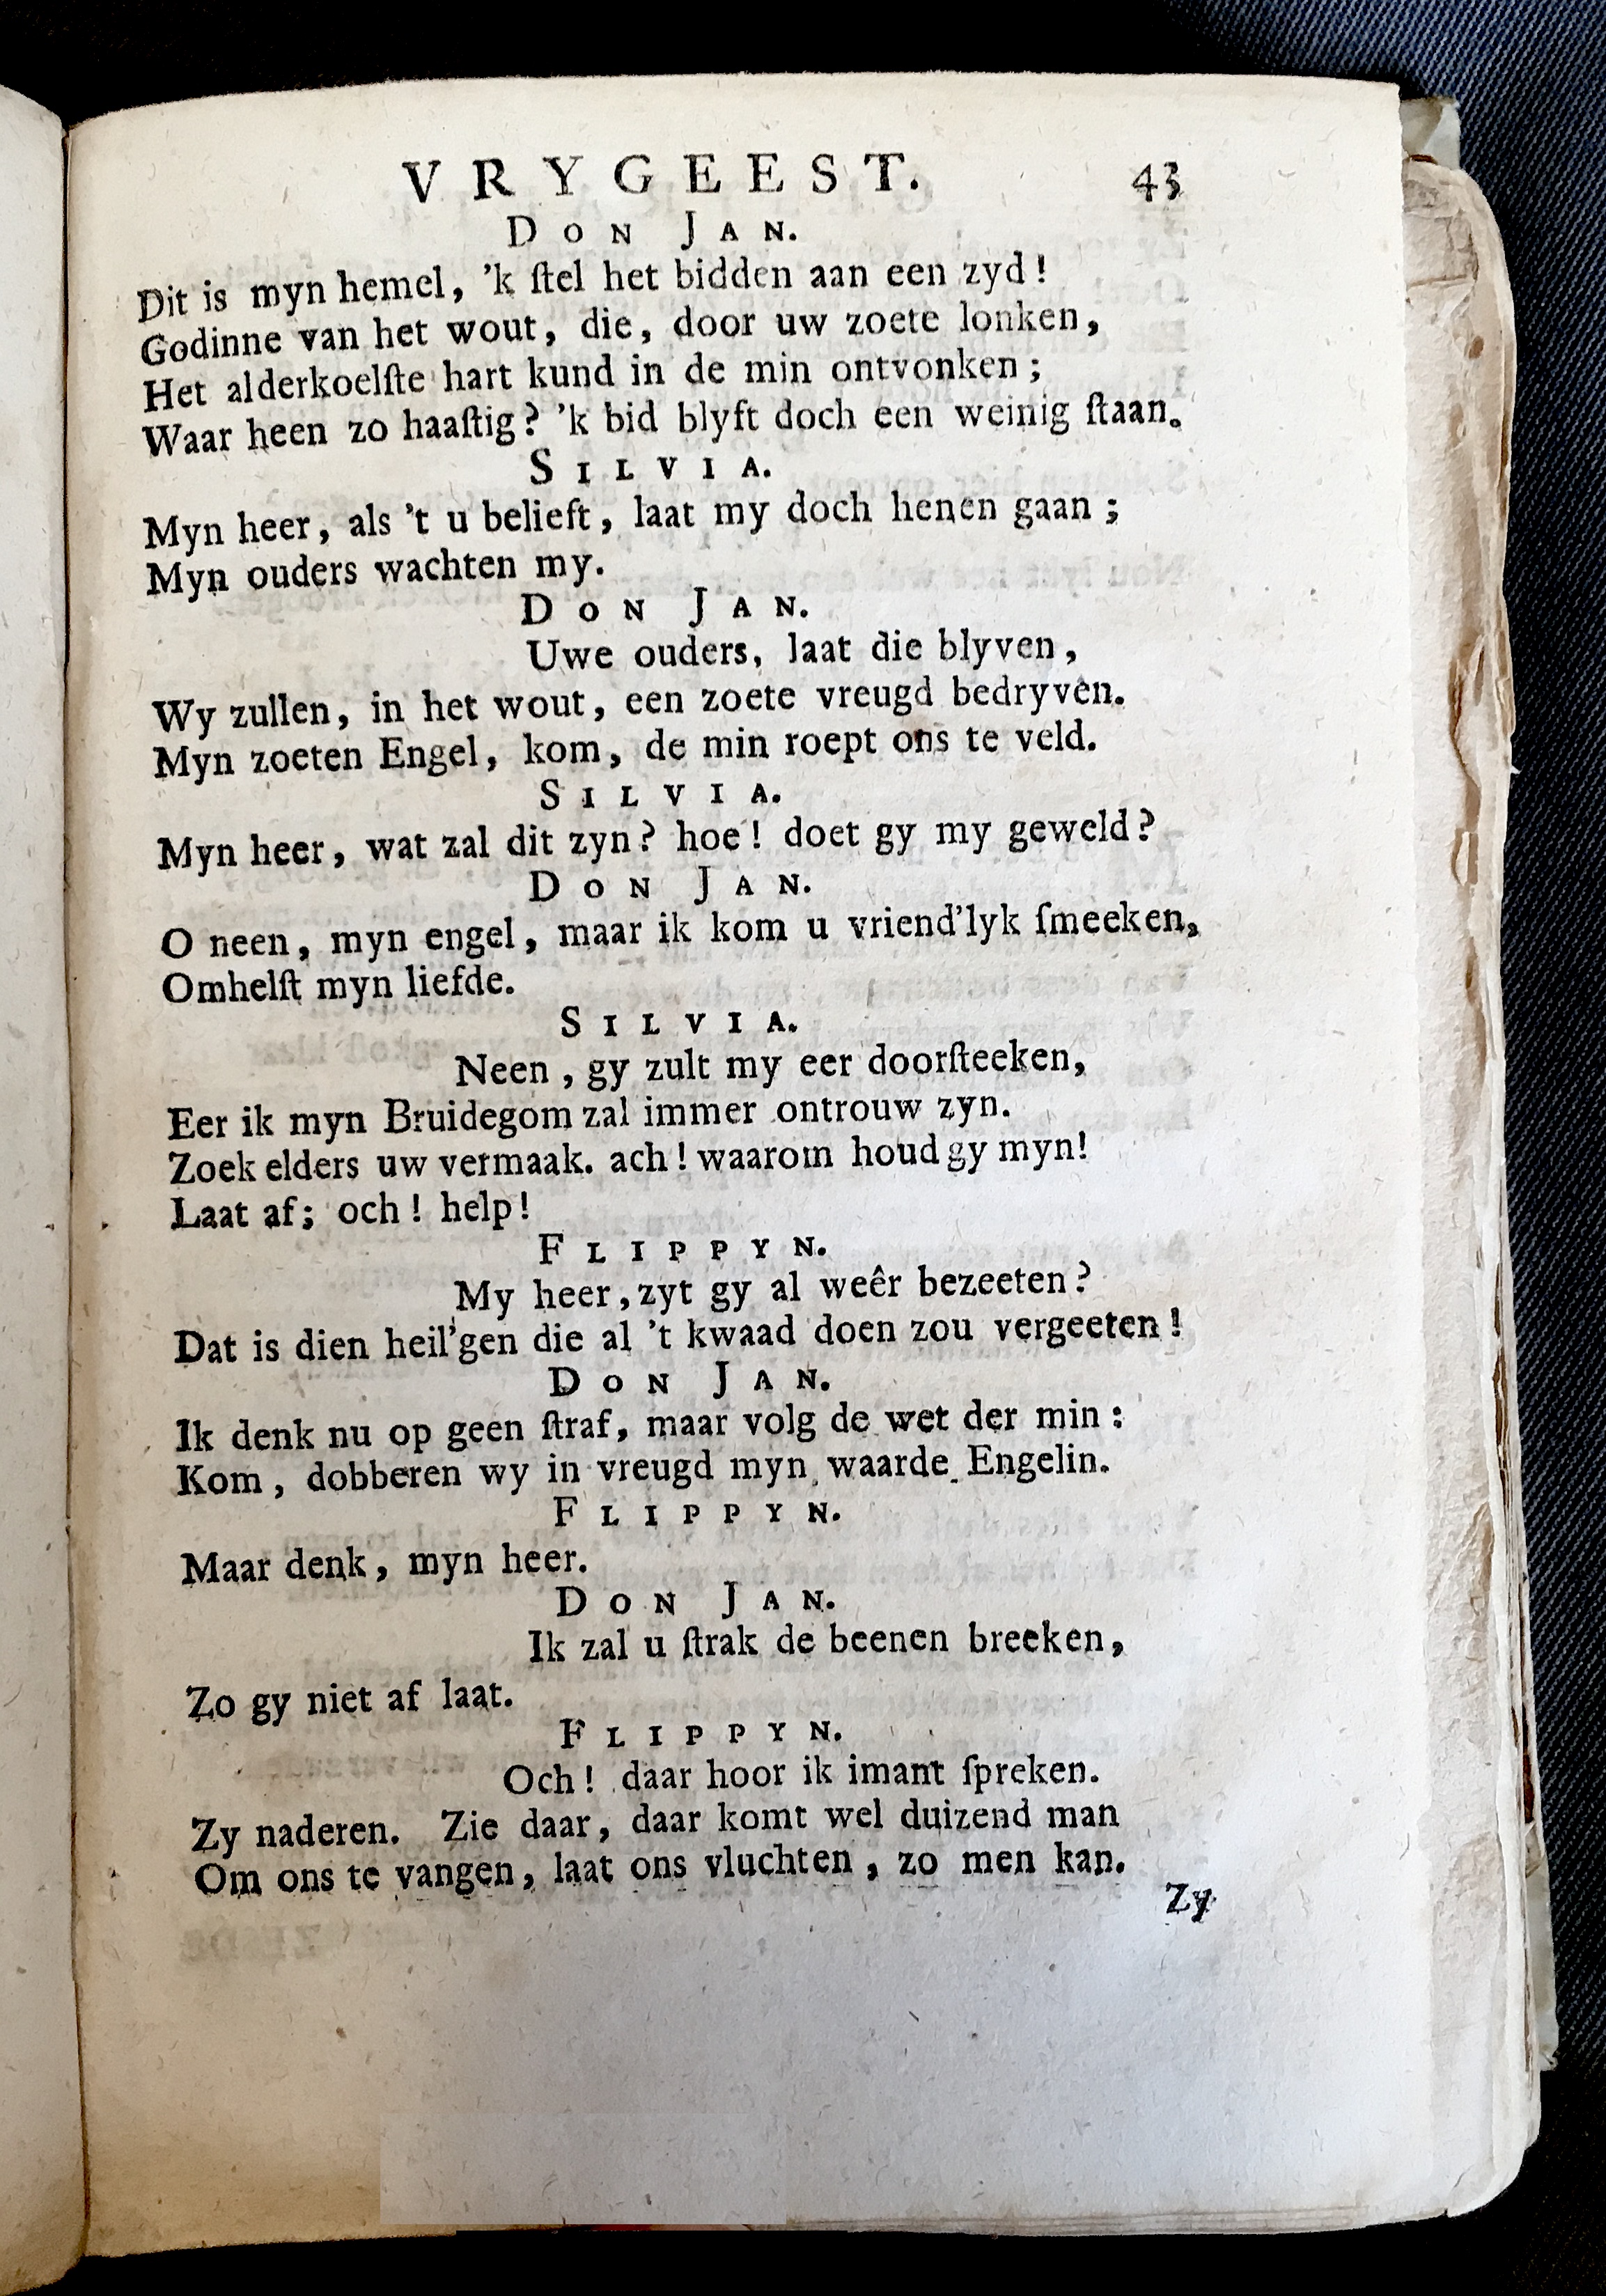 VRYGEEST. 43
DON JAN.
Dit is myn hemel, 'k ſtel het bidden aan een zyd!
Godinne van het wout, die, door uw zoete lonken,
Het alderkoelſte hart kund in de min ontvonken;
Waar heen zo haaſtig? 'k bid blyft doch een weinig ſtaan.
SILVIA.
Myn heer, als 't u belieft, laat my doch henen gaan;
Myn ouders wachten my.
DON JAN.
Uwe ouders, laat die blyven,
Wy zullen, in het wout, een zoete vreugd bedryven.
Myn zoeten Engel, kom, de min roept ons te veld.
SILVIA.
Myn heer, wat zal dit zyn? hoe! doet gy my geweld?
DON JAN.
O neen, myn engel, maar ik kom u vriend'lyk ſmeeken,
Omhelſt myn liefde.
SILVIA.
Neen, gy zult my eer doorſteeken,
Eer ik myn Bruidegom zal immer ontrouw zyn.
Zoek elders uw vermaak. ach! waarom houd gy myn!
Laat af; och! help!
FLIPPYN.
My heer, zyt gy al weêr bezeeten?
Dat is dien heil'gen die al 't kwaad doen zou vergeeten!
DON JAN.
Ik denk nu op geen ſtraf, maar volg de wet der min:
Kom, dobberen wy in vreugd myn waarde Engelin.
FLIPPYN.
Maar denk, myn heer.
DON JAN.
Ik zal u ſtrak de beenen breeken,
Zo gy niet af laat.
FLIPPYN.
Och! daar hoor ik imant ſpreken.
Zy naderen. Zie daar, daar komt wel duizend man
Om ons te vangen, laat ons vluchten, zo men kan.
Zy